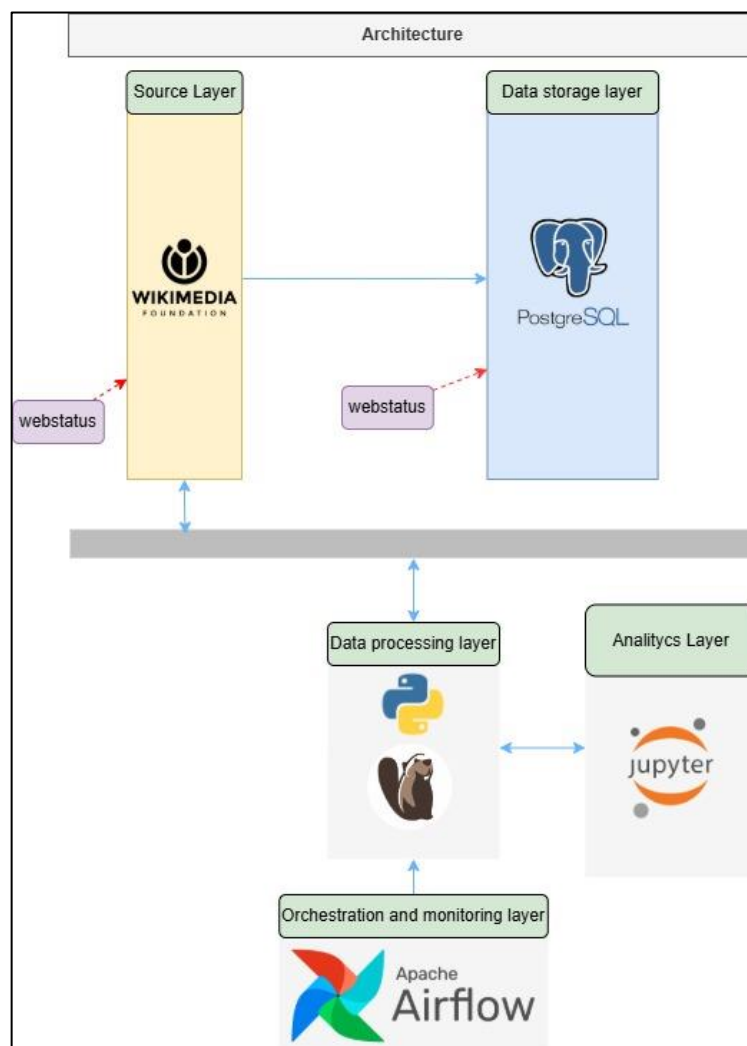 Architecture
Source Layer
Data storage layer
WIKIMEDIA
FOUNDATION
PostgreSQL
webstatus
webstatus
Data processing layer
Analitycs Layer
jupyter
Orchestration and monitoring layer
Apache
Airflow